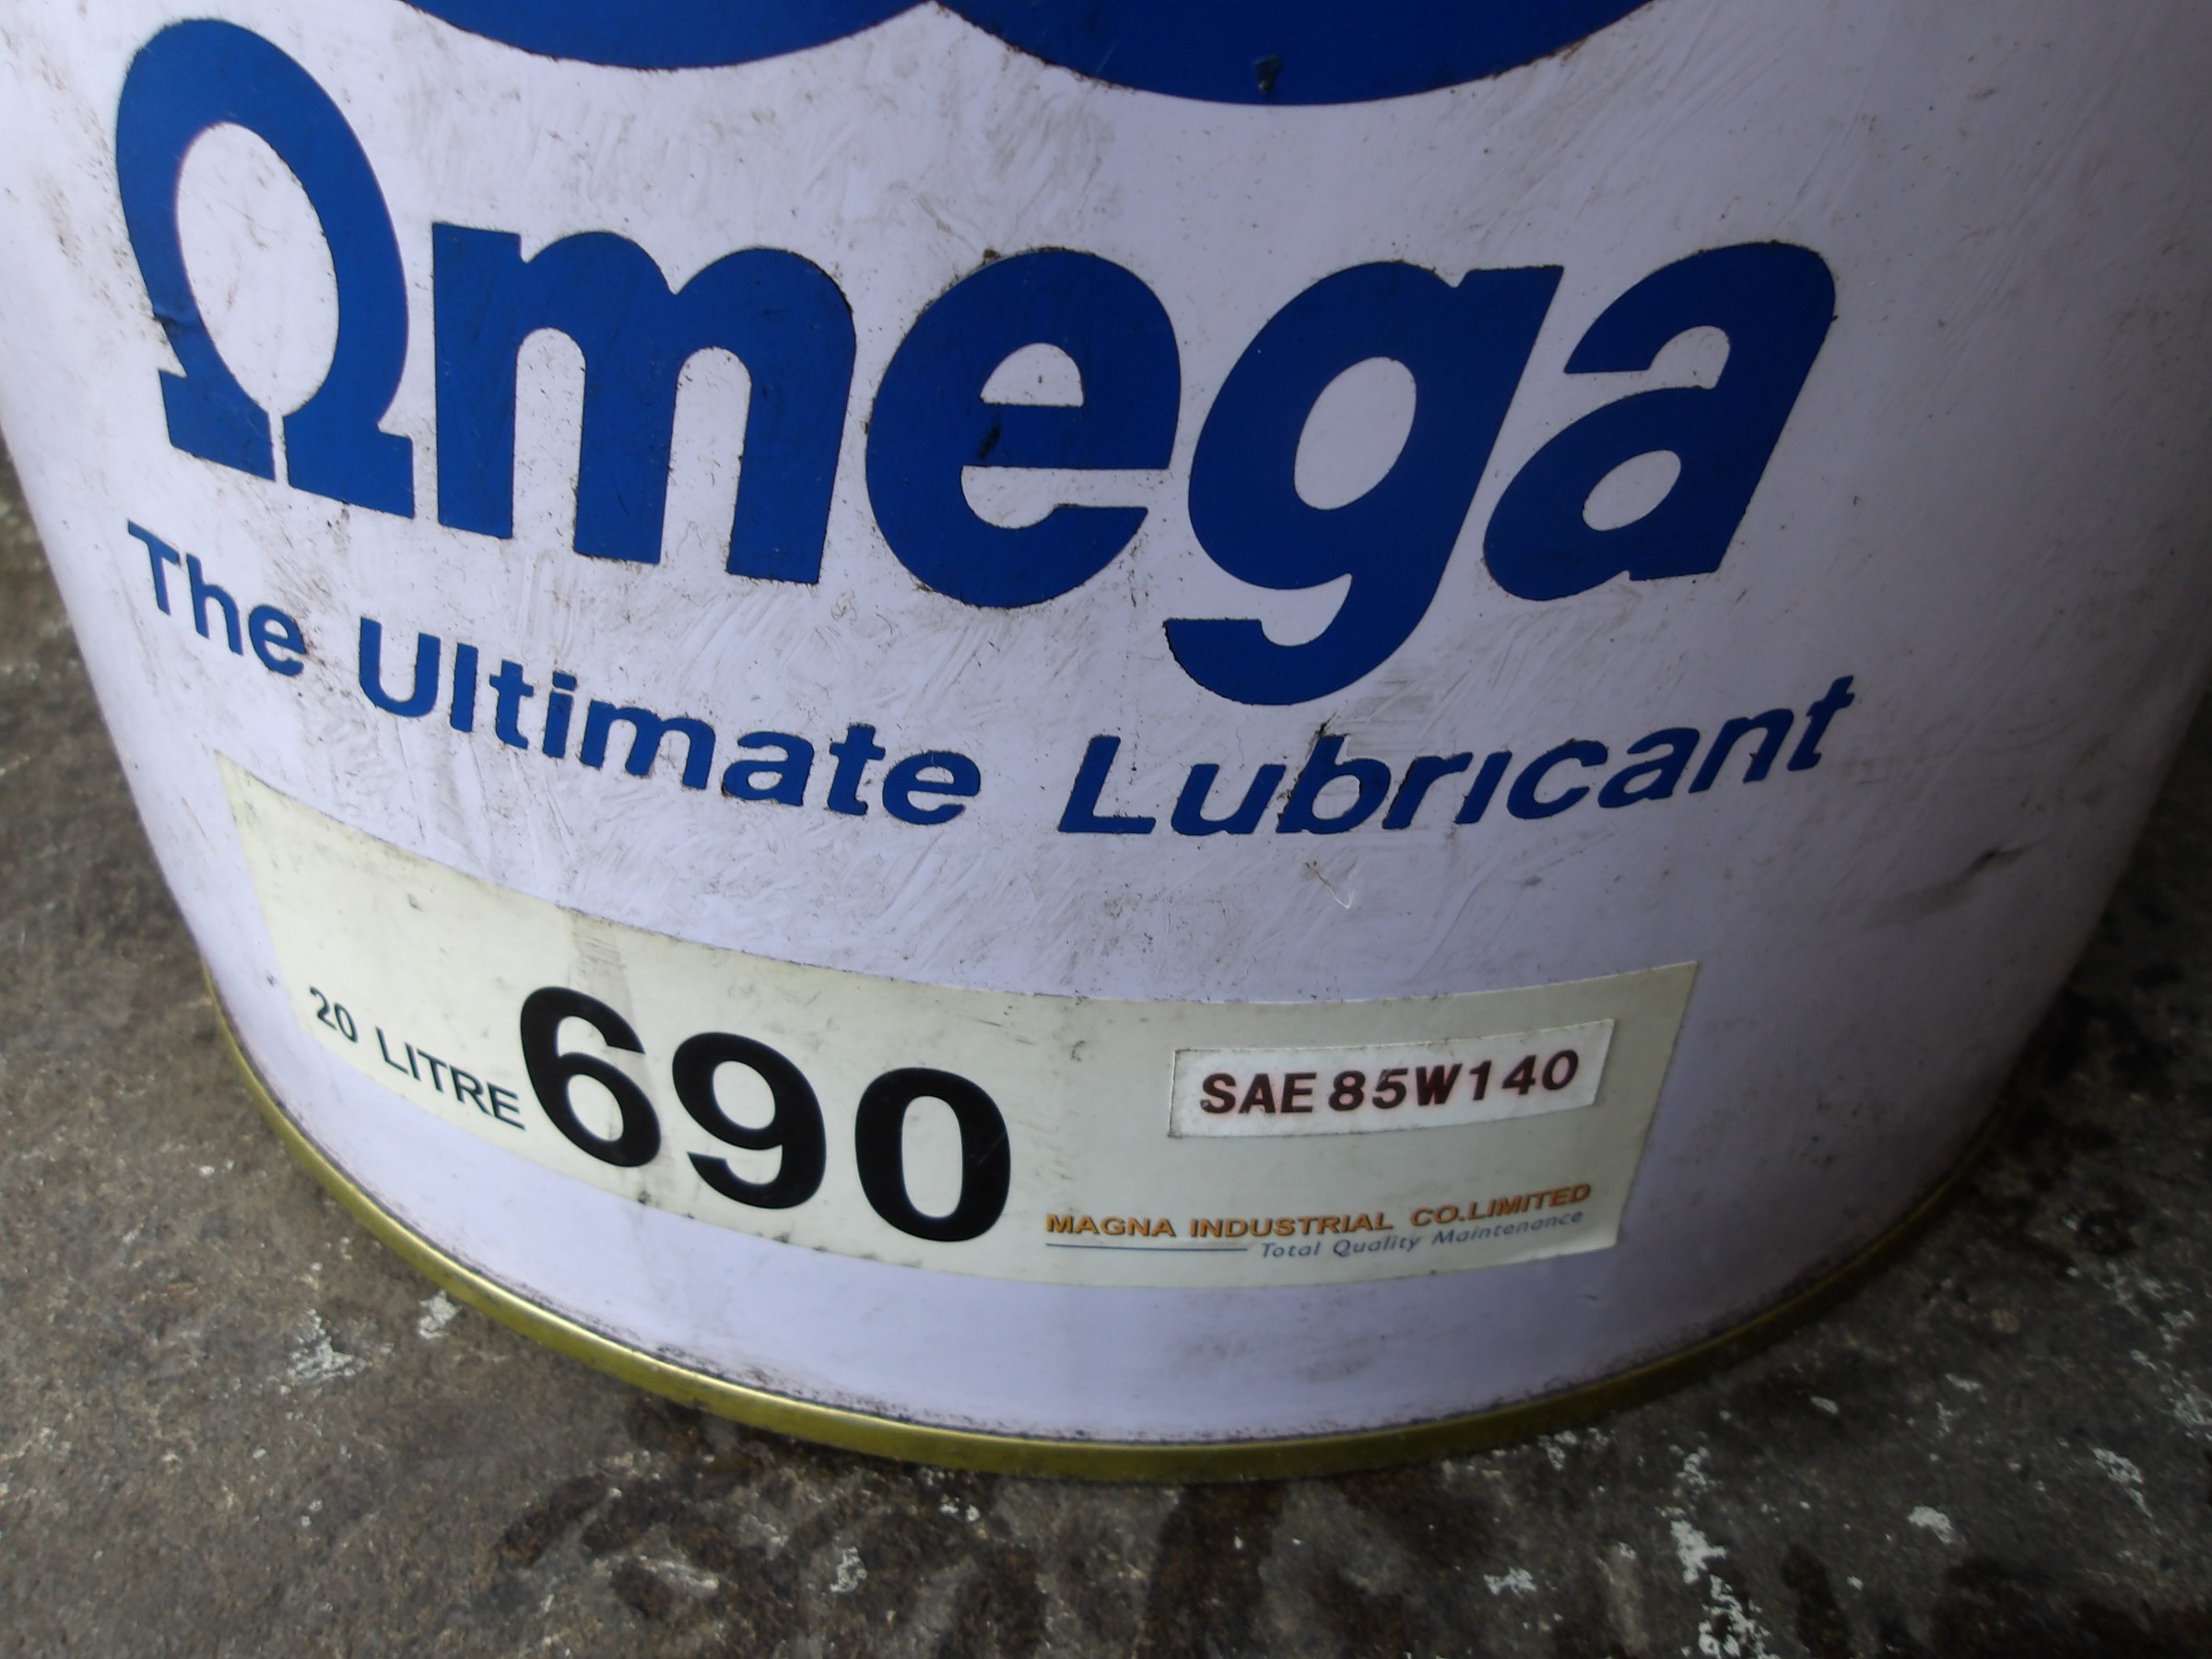 Ωmega
The Ultimate Lubricant
20 LITRE 690
SAE 85W140
MAGNA INDUSTRIAL CO.LIMITED
Total Quality Maintenance